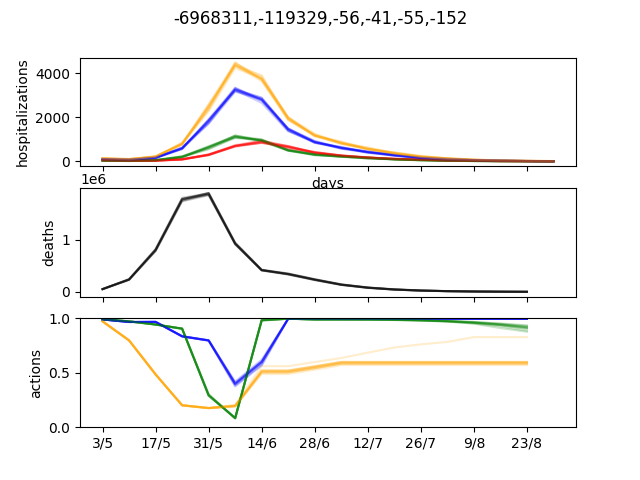 -6968311,-119329,-56,-41,-55,-152
hospitalizations
4000
2000
0
days
1e6
deaths
1
0
actions
1.0
0.5
0.0
3/5 17/5 31/5 14/6 28/6 12/7 26/7 9/8 23/8